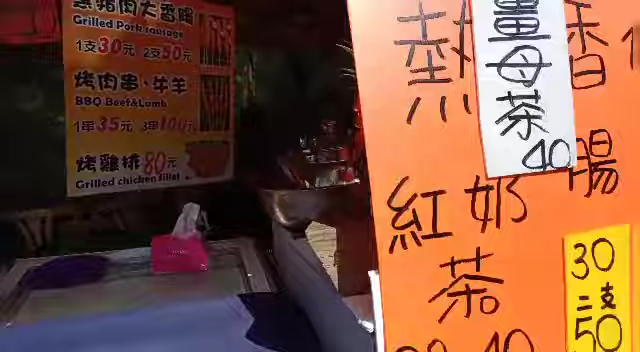 黑豬肉大香腸
Grilled Pork sausage
1支30元 2支50元
烤肉串·牛羊
BBQ Beef&Lamb
1串35元 3串100元
烤雞排80元
Grilled chicken fillet
熱
薑母茶
40
紅奶
茶
香腸
30
二支
50